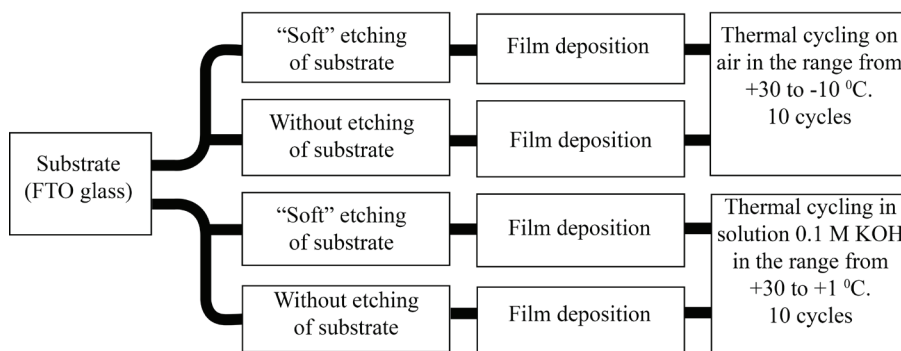 Substrate
(FTO glass)
“Soft” etching
of substrate
Film deposition
Without etching
of substrate
Film deposition
Thermal cycling on
air in the range from
+30 to -10 ⁰C.
10 cycles
“Soft” etching
of substrate
Film deposition
Without etching
of substrate
Film deposition
Thermal cycling in
solution 0.1 M KOH
in the range from
+30 to +1 ⁰C.
10 cycles